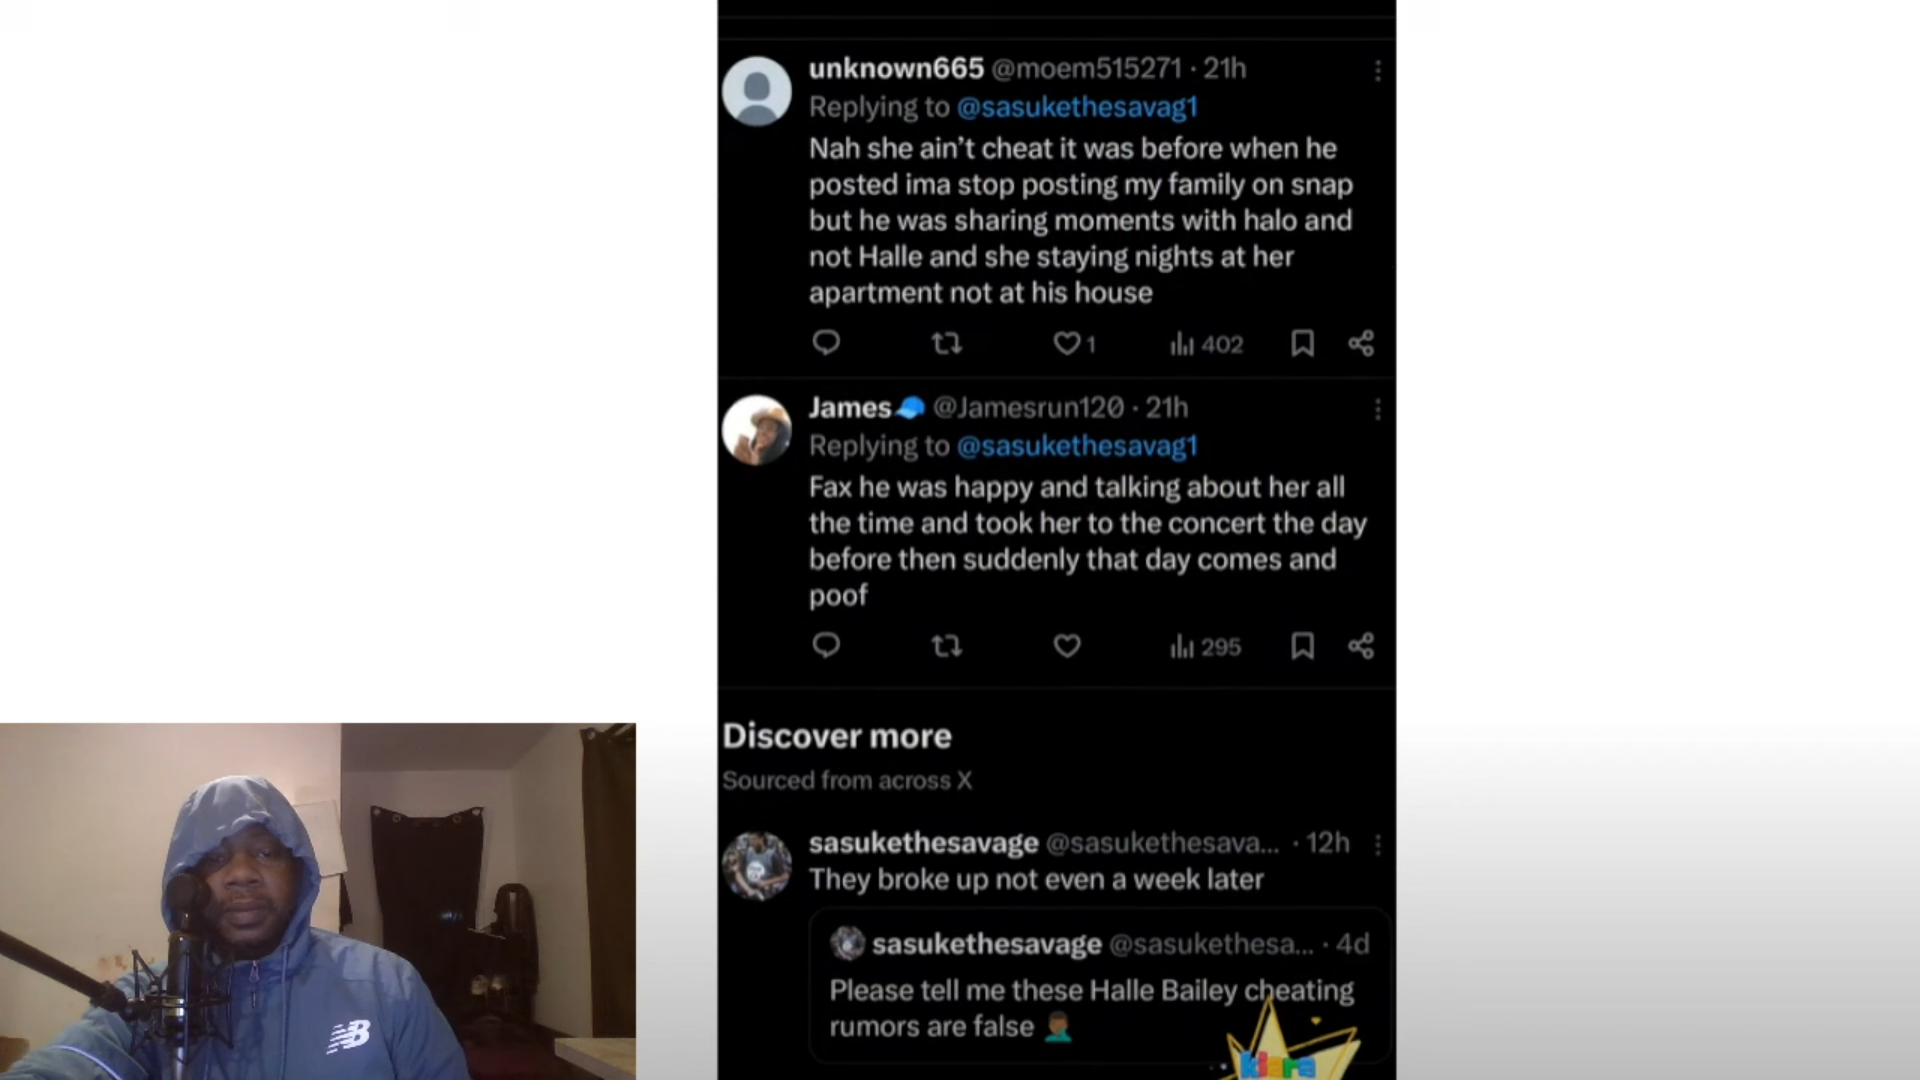 unknown665 @moem515271 · 21h
Replying to @sasukethesavag1
Nah she ain't cheat it was before when he
posted ima stop posting my family on snap
but he was sharing moments with halo and
not Halle and she staying nights at her
apartment not at his house
1 402
James🧢 @Jamesrun120 · 21h
Replying to @sasukethesavag1
Fax he was happy and talking about her all
the time and took her to the concert the day
before then suddenly that day comes and
poof
295
Discover more
Sourced from across X
sasukethesavage @sasukethesava... · 12h
They broke up not even a week later
sasukethesavage @sasukethesa... · 4d
Please tell me these Halle Bailey cheating
rumors are false 🤦🏾‍♂️
kiera
NB